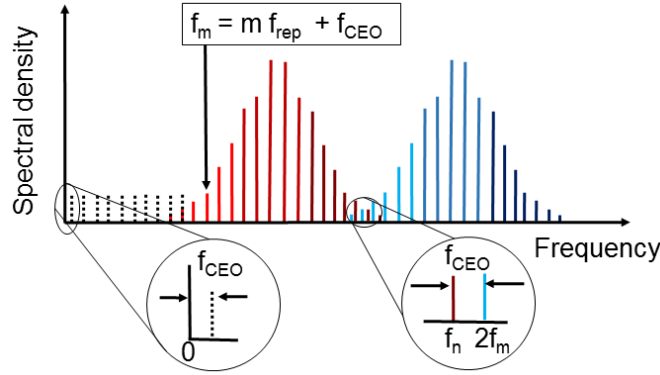 f_m = m f_rep + f_CEO
Spectral density
Frequency
f_CEO
0
f_CEO
f_n 2f_m